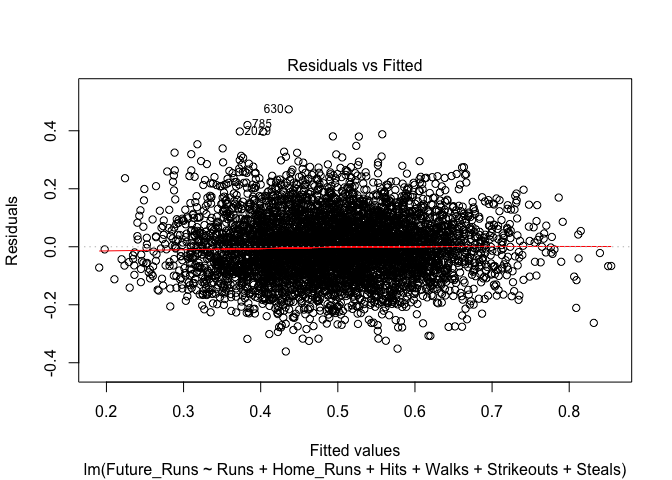 Residuals vs Fitted
630
785
2029
Residuals
0.4
0.2
0.0
-0.2
-0.4
0.2 0.3 0.4 0.5 0.6 0.7 0.8
Fitted values
lm(Future_Runs ~ Runs + Home_Runs + Hits + Walks + Strikeouts + Steals)